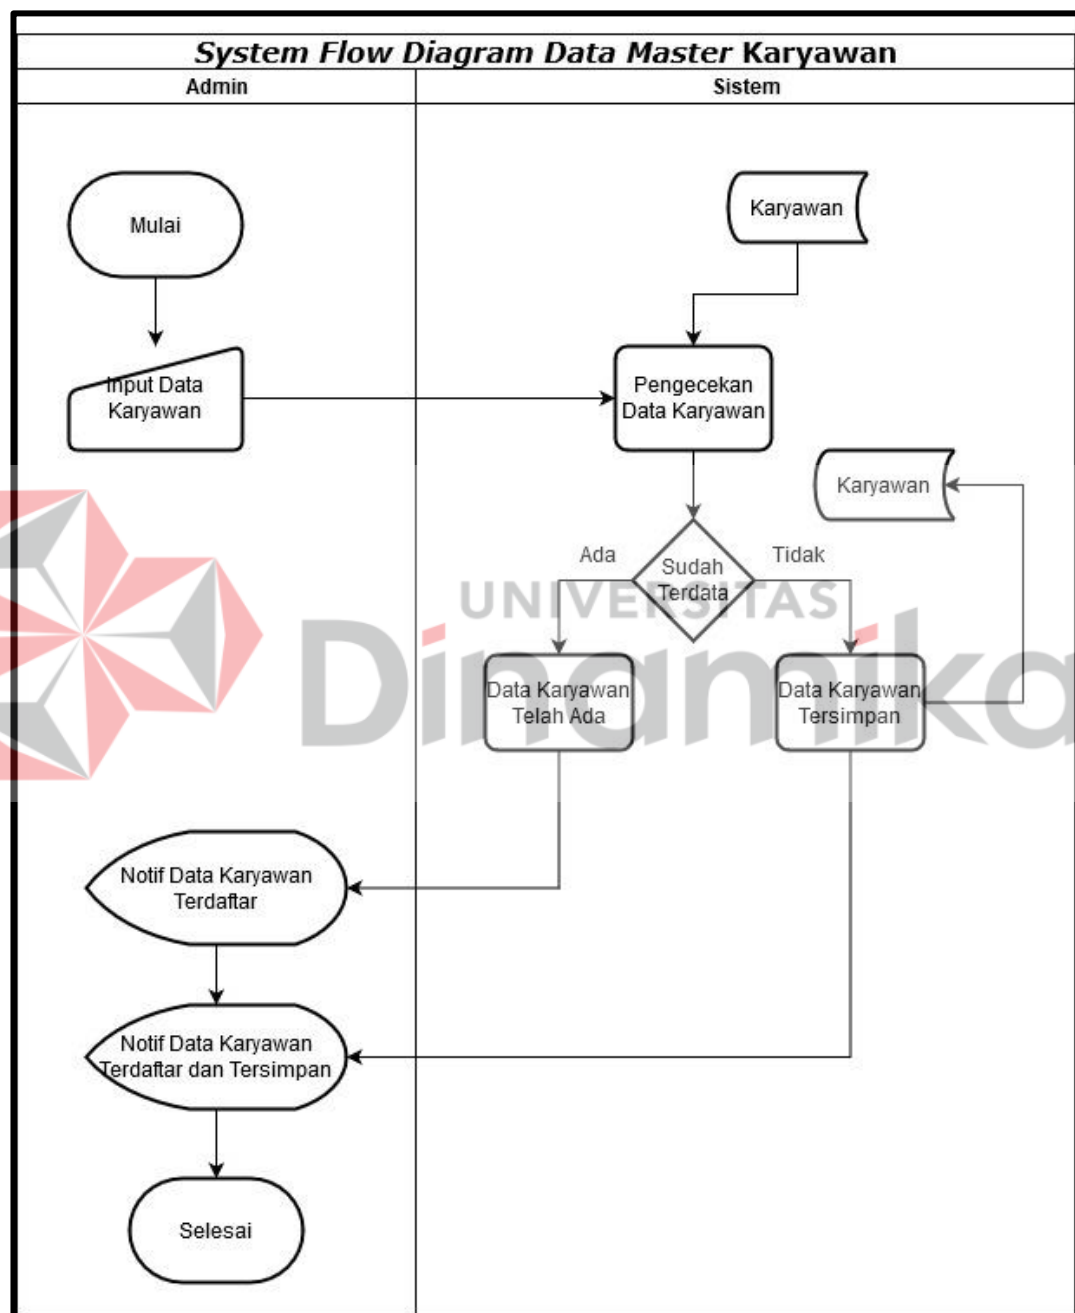 System Flow Diagram Data Master Karyawan
Admin
Sistem
Mulai
Karyawan
Input Data
Karyawan
Pengecekan
Data Karyawan
Karyawan
Ada
Tidak
Sudah
Terdata
UNIVERSITAS
Dinamika
Data Karyawan
Telah Ada
Data Karyawan
Tersimpan
Notif Data Karyawan
Terdaftar
Notif Data Karyawan
Terdaftar dan Tersimpan
Selesai